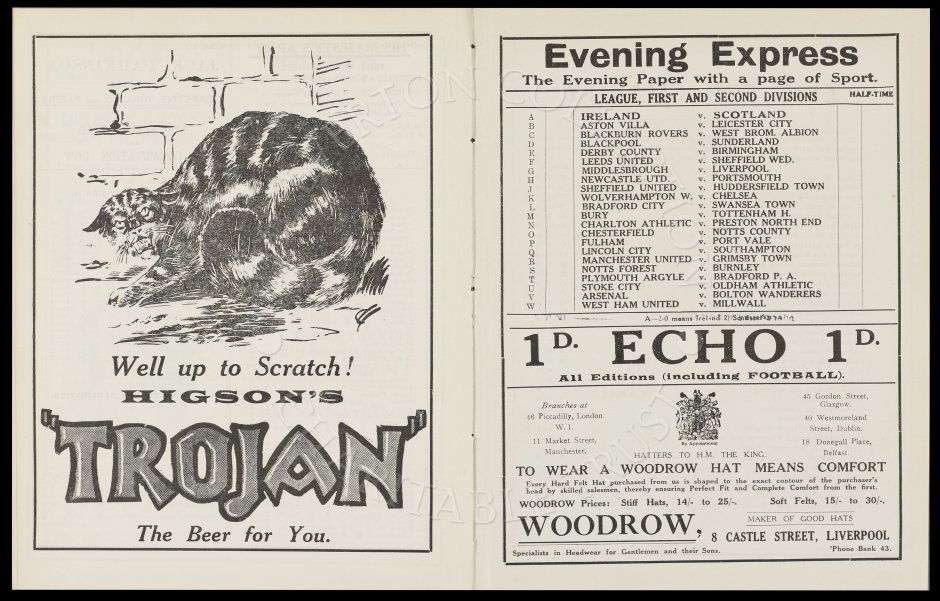 Well up to Scratch!
HIGSON'S
"TROJAN"
The Beer for You.
Evening Express
The Evening Paper with a page of Sport.
LEAGUE, FIRST AND SECOND DIVISIONS HALF-TIME
A IRELAND v. SCOTLAND
B ASTON VILLA v. LEICESTER CITY
C BLACKBURN ROVERS v. WEST BROM. ALBION
D BLACKPOOL v. SUNDERLAND
E DERBY COUNTY v. BIRMINGHAM
F LEEDS UNITED v. SHEFFIELD WED.
G MIDDLESBROUGH v. LIVERPOOL
H NEWCASTLE UTD. v. PORTSMOUTH
J SHEFFIELD UNITED v. HUDDERSFIELD TOWN
K WOLVERHAMPTON W. v. CHELSEA
L BRADFORD CITY v. SWANSEA TOWN
M BURY v. TOTTENHAM H.
N CHARLTON ATHLETIC v. PRESTON NORTH END
O CHESTERFIELD v. NOTTS COUNTY
P FULHAM v. PORT VALE
Q LINCOLN CITY v. SOUTHAMPTON
R MANCHESTER UNITED v. GRIMSBY TOWN
S NOTTS FOREST v. BURNLEY
T PLYMOUTH ARGYLE v. BRADFORD P. A.
U STOKE CITY v. OLDHAM ATHLETIC
V ARSENAL v. BOLTON WANDERERS
W WEST HAM UNITED v. MILLWALL
means Ireland
1D. ECHO 1D.
All Editions (including FOOTBALL).
Branches at
46 Piccadilly, London
W. 1.
11 Market Street,
Manchester.
By Appointment
45 Gordon Street,
Glasgow.
40 Westmoreland
Street, Dublin.
18 Donegall Place,
Belfast.
HATTERS TO H.M. THE KING.
TO WEAR A WOODROW HAT MEANS COMFORT
Every Hard Felt Hat purchased from us is shaped to the exact contour of the purchaser's
head by skilled salesmen, thereby ensuring Perfect Fit and Complete Comfort from the first.
WOODROW Prices: Stiff Hats, 14/- to 25/-. Soft Felts, 15/- to 30/-.
WOODROW,
MAKER OF GOOD HATS
8 CASTLE STREET, LIVERPOOL
Specialists in Headwear for Gentlemen and their Sons.
'Phone Bank 43.